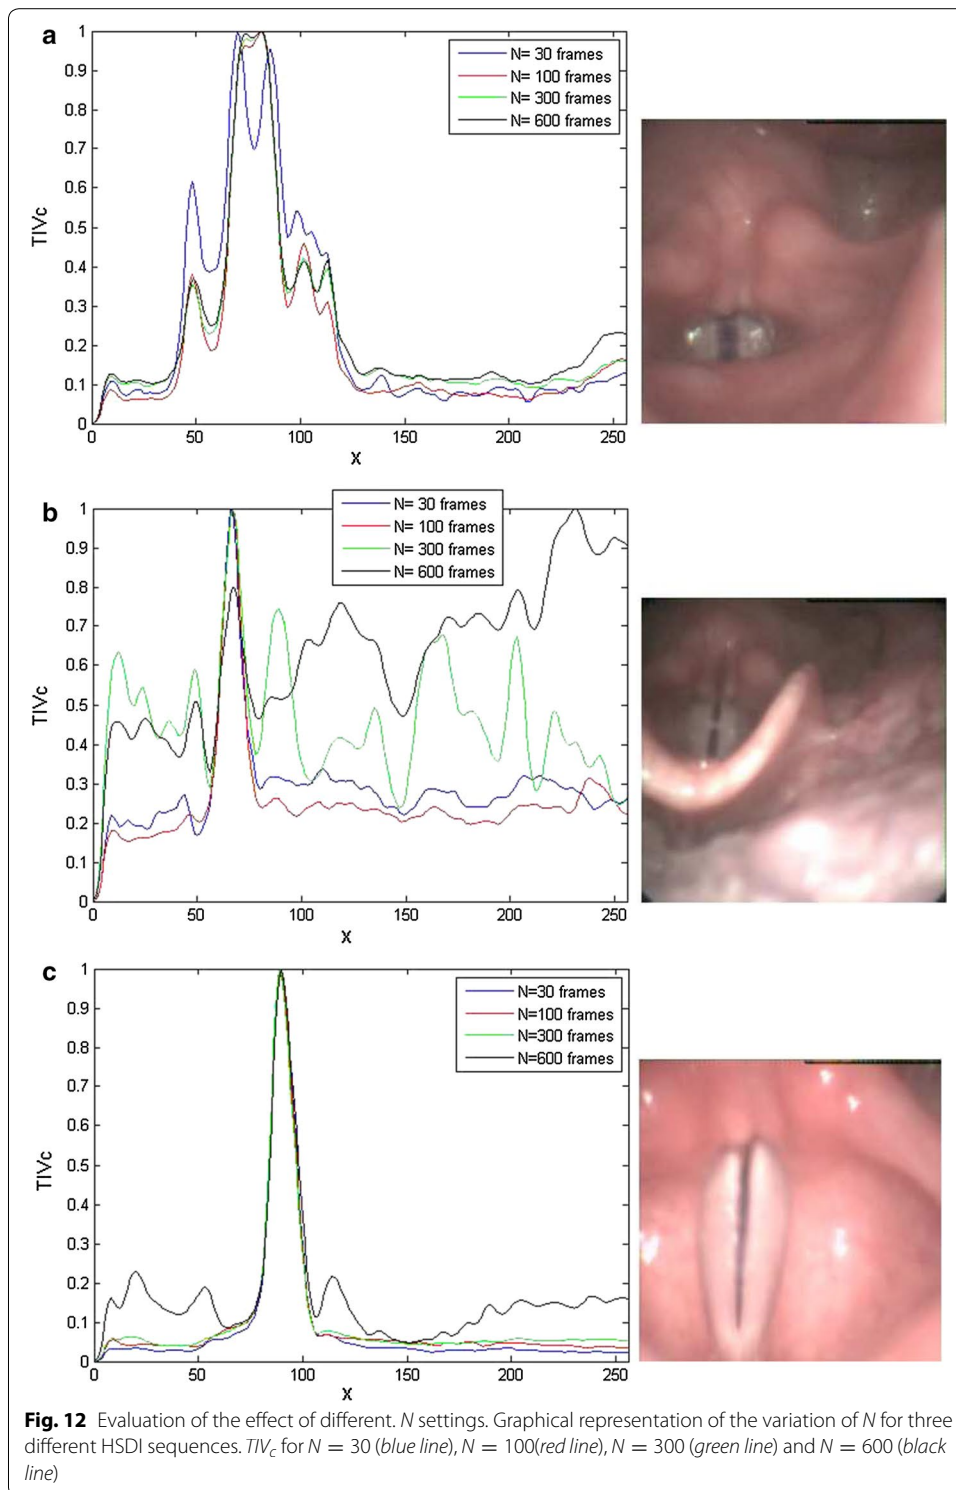 a
1
0.9
0.8
0.7
0.6
0.5
0.4
0.3
0.2
0.1
0
TIVc
N= 30 frames
N= 100 frames
N= 300 frames
N= 600 frames
0 50 100 150 200 250
X
b
1
0.9
0.8
0.7
0.6
0.5
0.4
0.3
0.2
0.1
0
TIVc
N= 30 frames
N= 100 frames
N= 300 frames
N= 600 frames
0 50 100 150 200 250
X
c
1
0.9
0.8
0.7
0.6
0.5
0.4
0.3
0.2
0.1
0
TIVc
N=30 frames
N=100 frames
N=300 frames
N=600 frames
0 50 100 150 200 250
X
Fig. 12 Evaluation of the effect of different. N settings. Graphical representation of the variation of N for three
different HSDI sequences. TIVc for N = 30 (blue line), N = 100(red line), N = 300 (green line) and N = 600 (black
line)